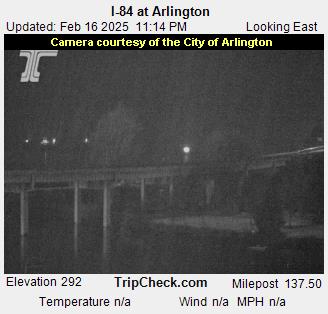 I-84 at Arlington
Updated: Feb 16 2025 11:14 PM Looking East
Camera courtesy of the City of Arlington
Elevation 292 TripCheck.com Milepost 137.50
Temperature n/a Wind n/a MPH n/a